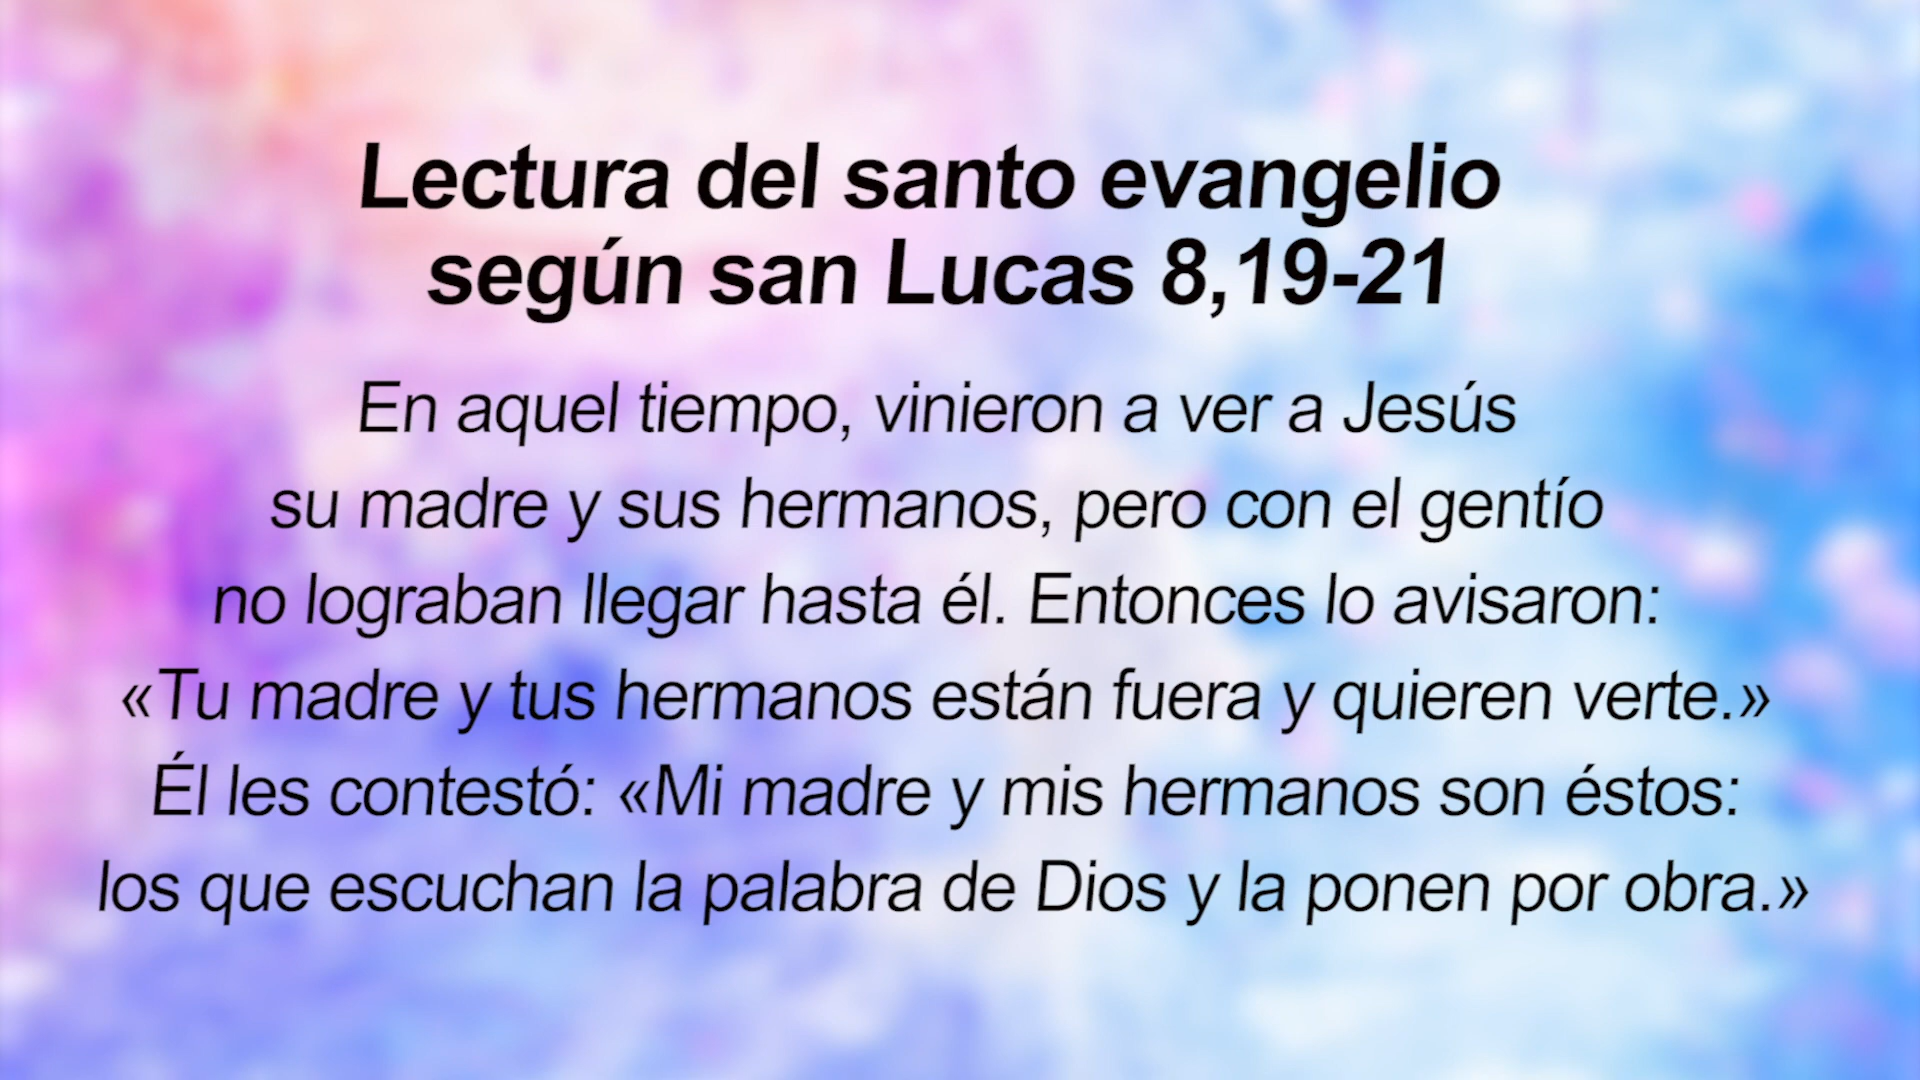 Lectura del santo evangelio
según san Lucas 8,19-21
En aquel tiempo, vinieron a ver a Jesús
su madre y sus hermanos, pero con el gentío
no lograban llegar hasta él. Entonces lo avisaron:
«Tu madre y tus hermanos están fuera y quieren verte.»
Él les contestó: «Mi madre y mis hermanos son éstos:
los que escuchan la palabra de Dios y la ponen por obra.»